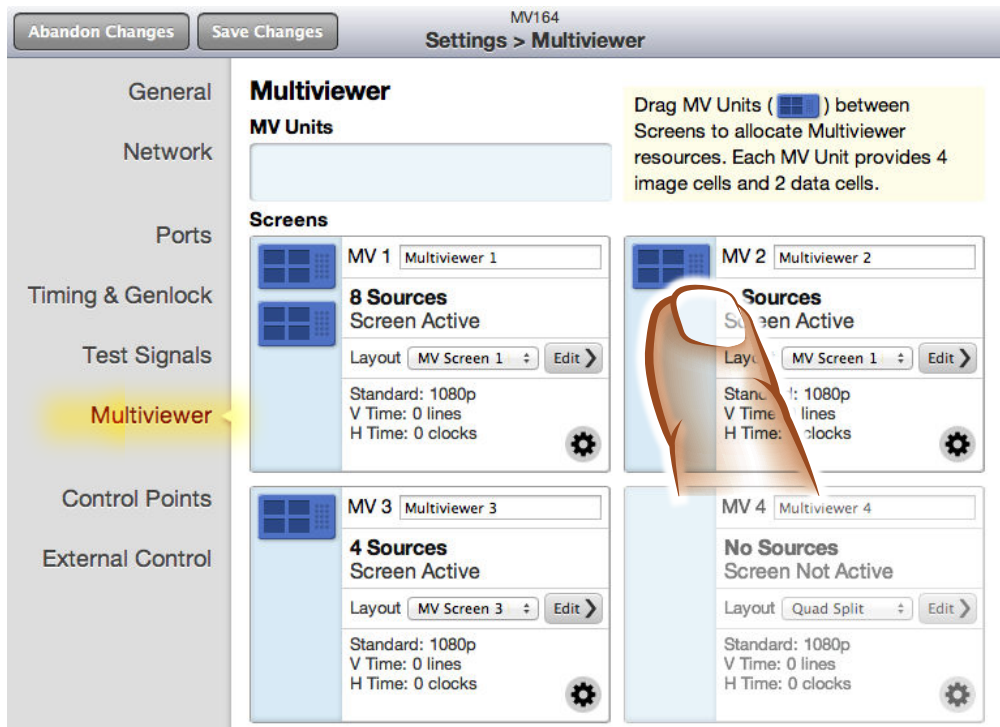 Abandon Changes
Save Changes
MV164
Settings > Multiviewer
General
Network
Ports
Timing & Genlock
Test Signals
Multiviewer
Control Points
External Control
Multiviewer
MV Units
Drag MV Units ( ) between
Screens to allocate Multiviewer
resources. Each MV Unit provides 4
image cells and 2 data cells.
Screens
MV 1 Multiviewer 1
8 Sources
Screen Active
Layout MV Screen 1 Edit
Standard: 1080p
V Time: 0 lines
H Time: 0 clocks
MV 2 Multiviewer 2
Sources
Screen Active
Layout MV Screen 1 Edit
1080p
V Time lines
H Time: clocks
MV 3 Multiviewer 3
4 Sources
Screen Active
Layout MV Screen 3 Edit
Standard: 1080p
V Time: 0 lines
H Time: 0 clocks
MV 4 Multiviewer 4
No Sources
Screen Not Active
Layout Quad Split Edit
Standard: 1080p
V Time: 0 lines
H Time: 0 clocks